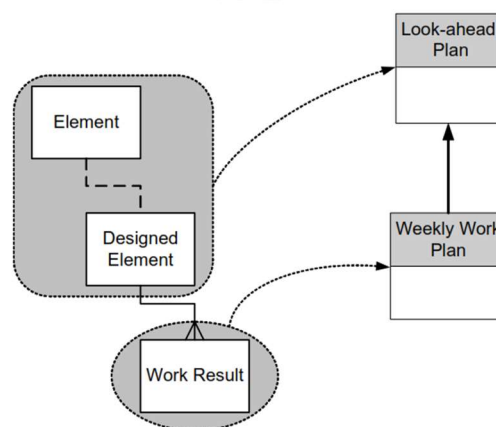 Look-ahead
Plan
Element
Designed
Element
Weekly Work
Plan
Work Result